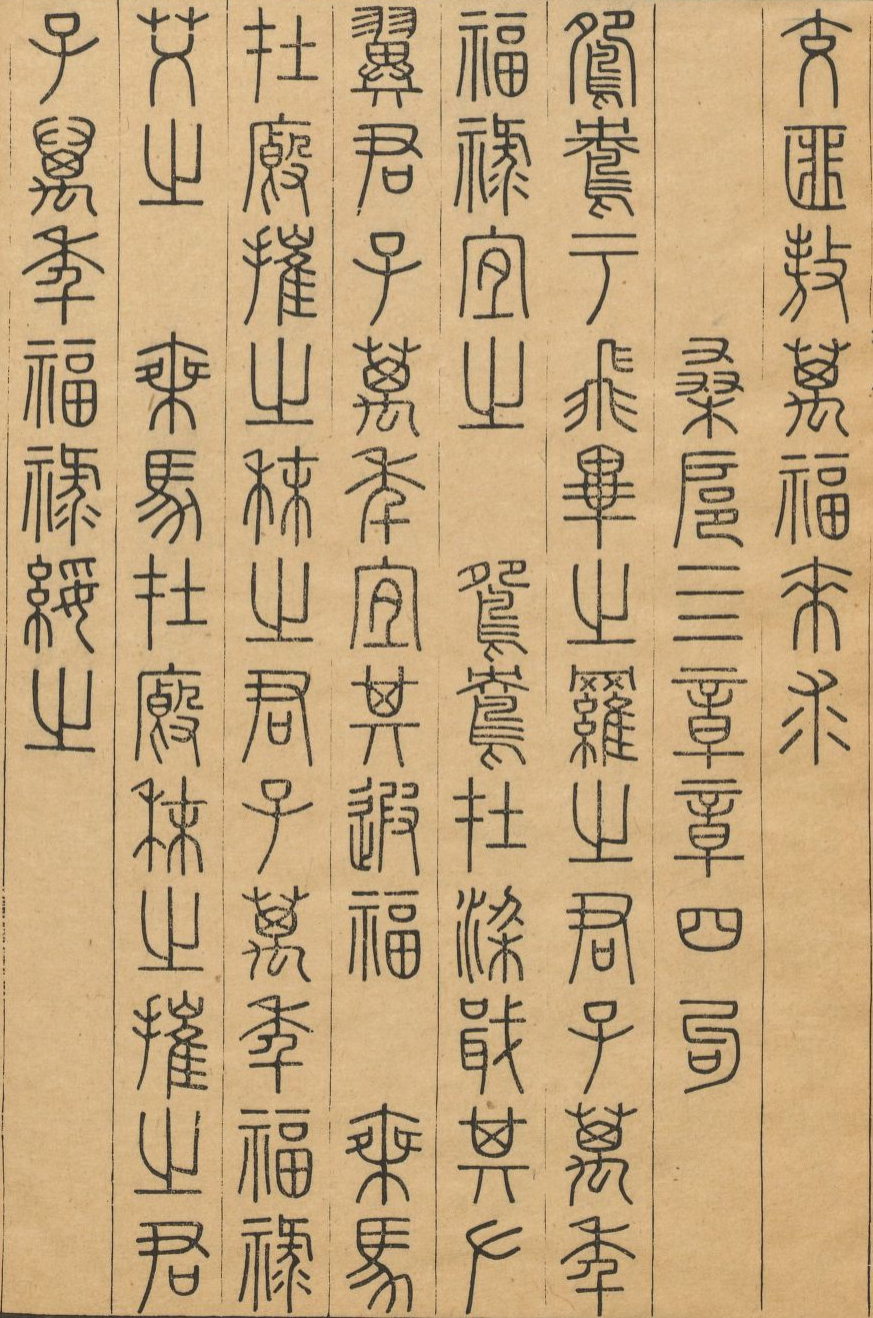 交匪敖萬福來求
桑扈亖章章四句
鴛鴦于飛畢之羅之君子萬年
福祿宜之　鴛鴦在梁戢其左
翼君子萬年宜其遐福　乘馬
在廄摧之秣之君子萬年福祿
艾之　乘馬在廄秣之摧之君
子萬年福祿綏之